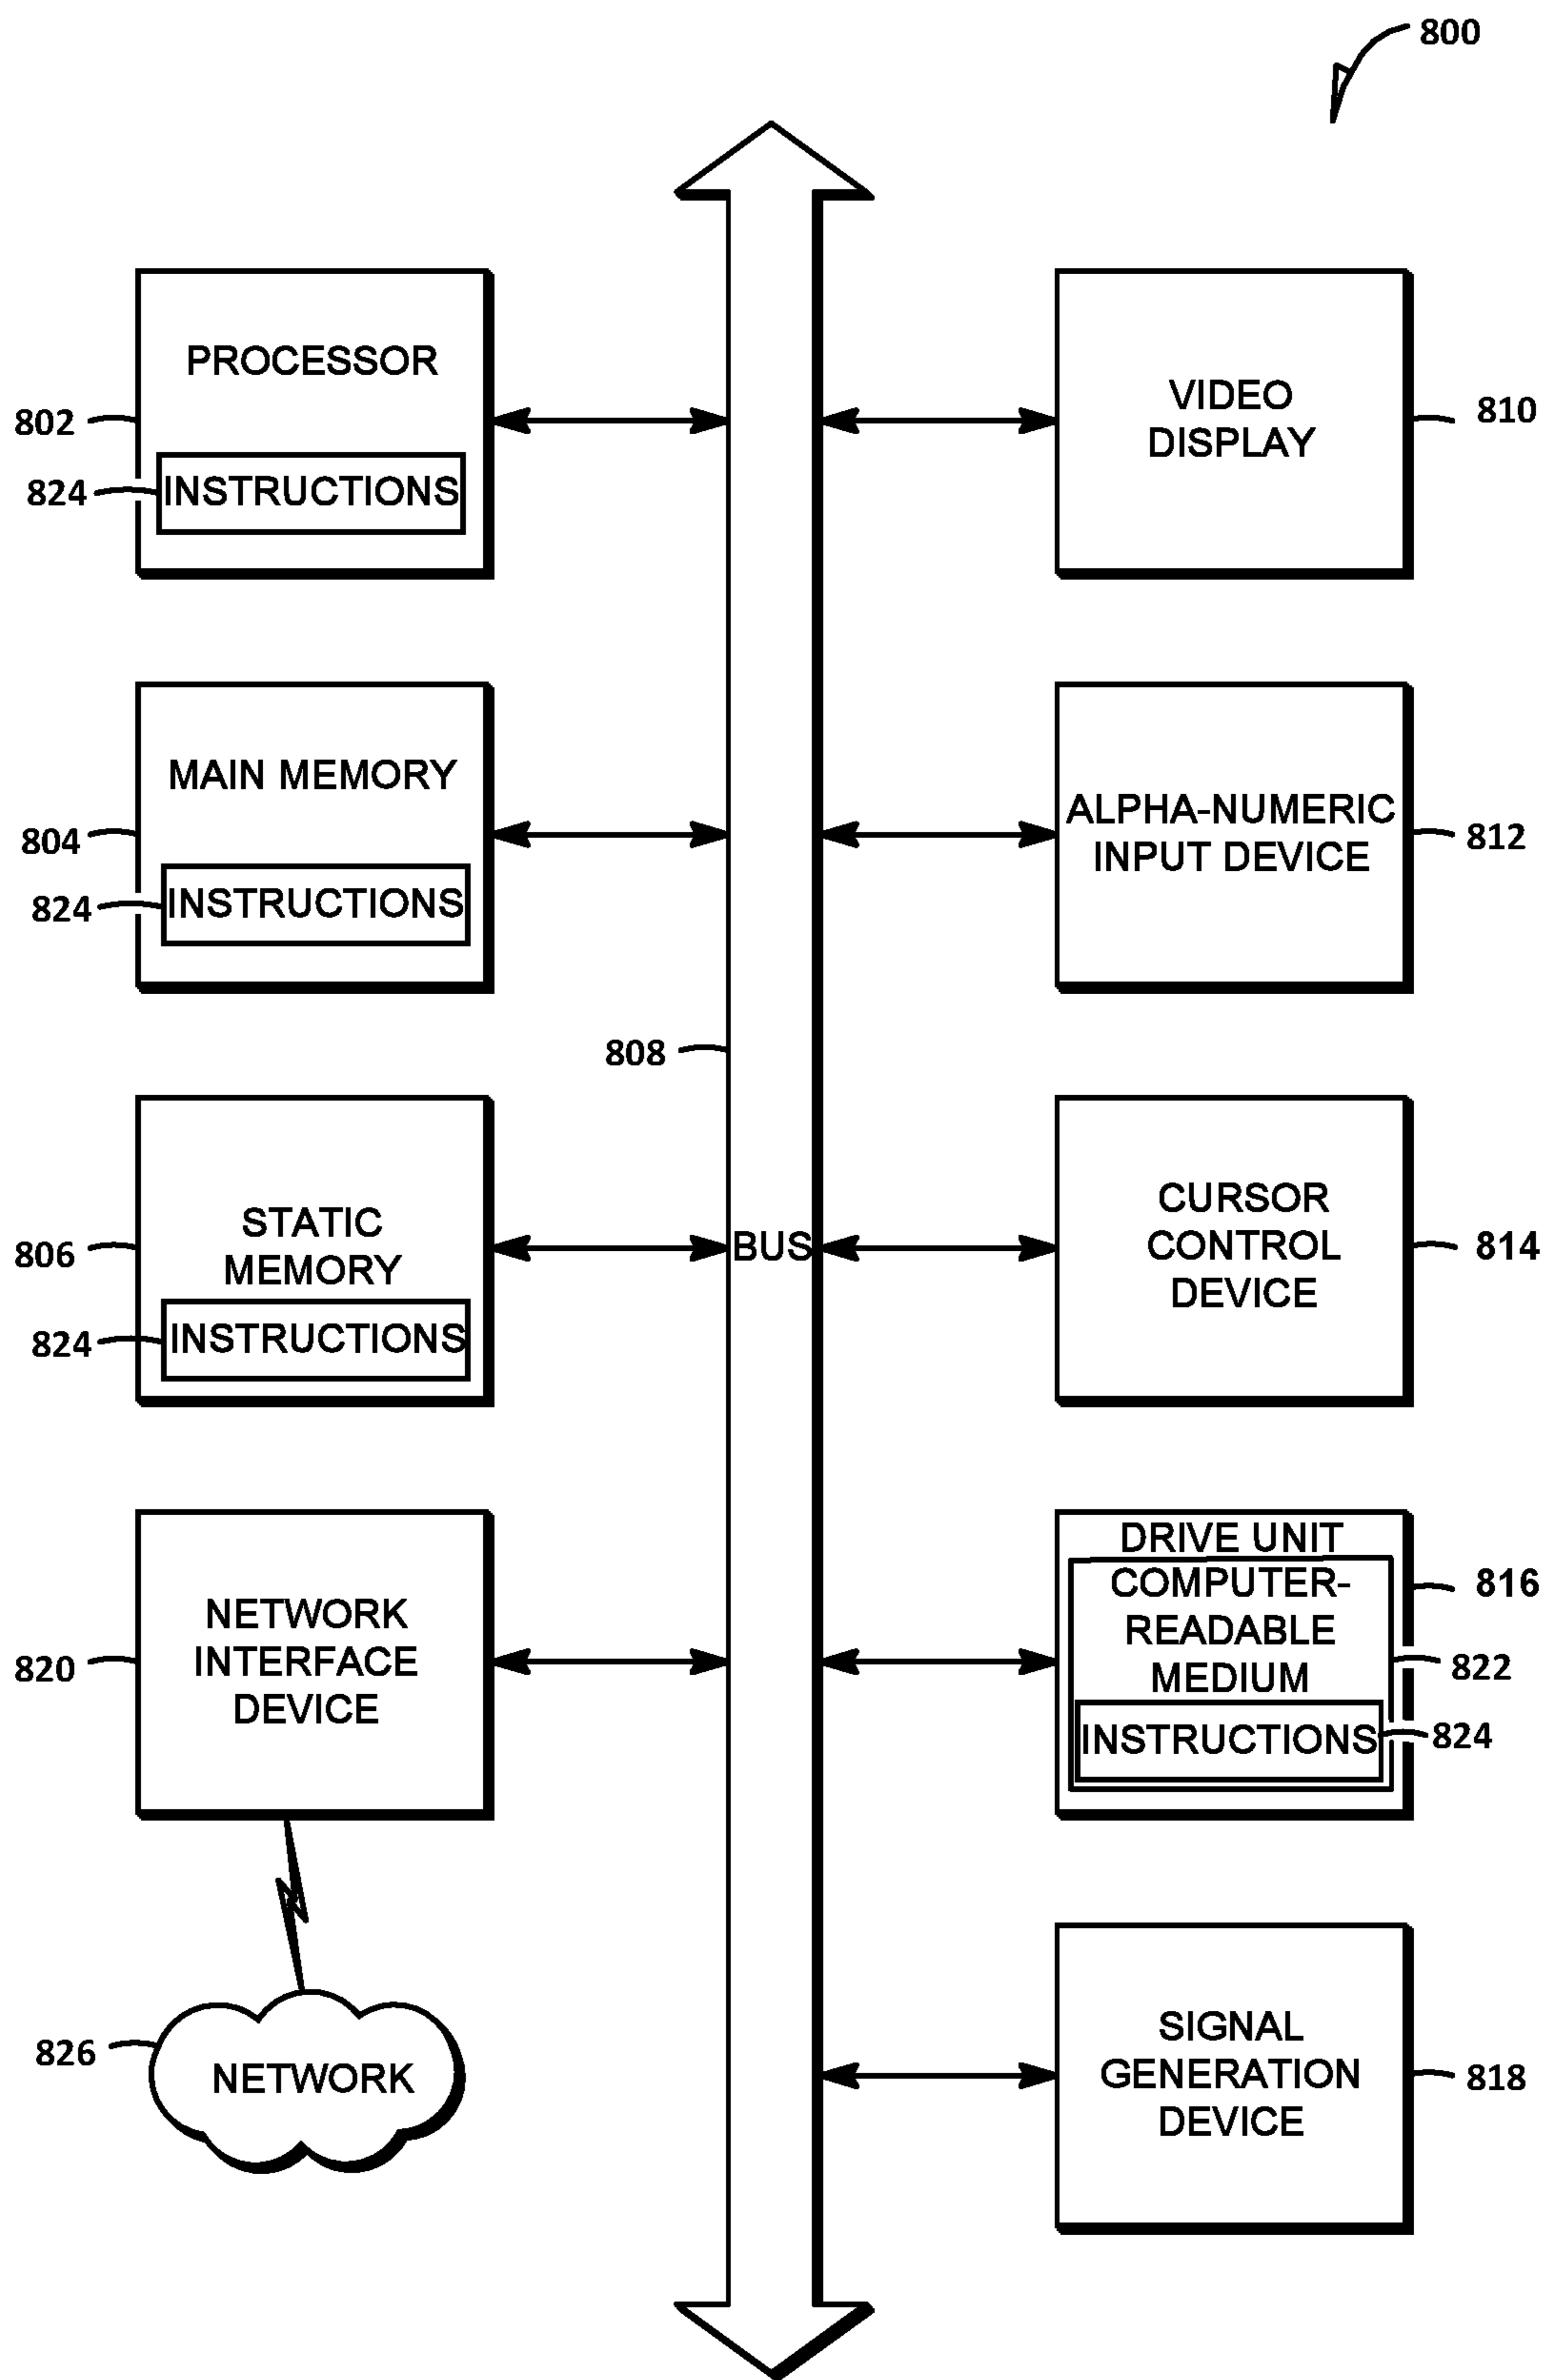 800
PROCESSOR
802
824
INSTRUCTIONS
VIDEO
DISPLAY
810
MAIN MEMORY
804
824
INSTRUCTIONS
ALPHA-NUMERIC
INPUT DEVICE
812
808
BUS
STATIC
MEMORY
806
824
INSTRUCTIONS
CURSOR
CONTROL
DEVICE
814
NETWORK
INTERFACE
DEVICE
820
DRIVE UNIT
COMPUTER-
READABLE
MEDIUM
816
822
INSTRUCTIONS
824
826
NETWORK
SIGNAL
GENERATION
DEVICE
818